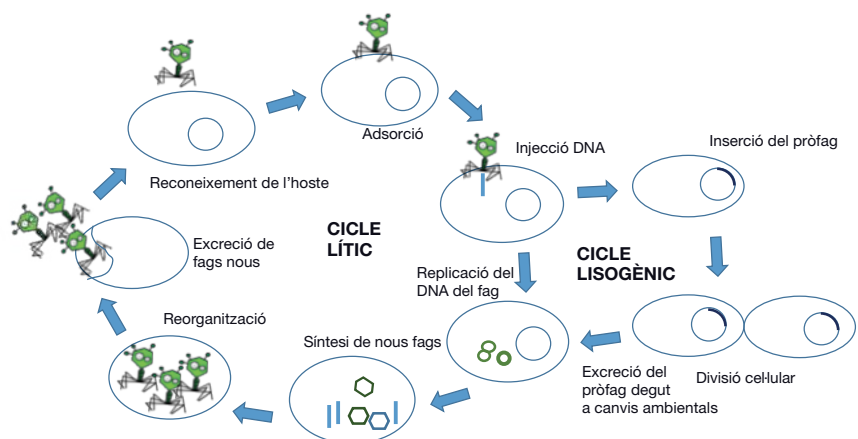 Adsorció
Injecció DNA
Inserció del pròfag
Reconeixement de l'hoste
CICLE
LÍTIC
Excreció de
fags nous
CICLE
LISOGÈNIC
Replicació del
DNA del fag
Reorganització
Síntesi de nous fags
Excreció del
pròfag degut
a canvis ambientals
Divisió cel·lular